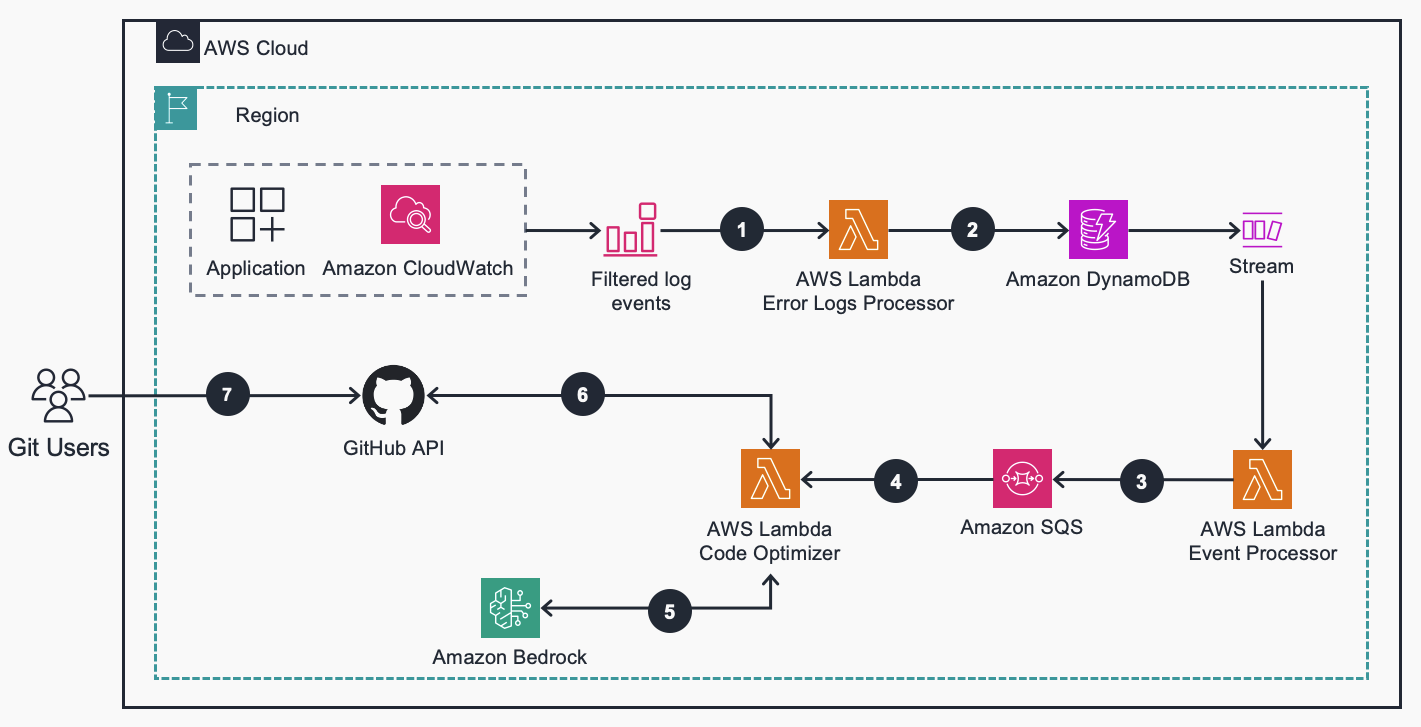 AWS Cloud
Region
Application
Amazon CloudWatch
Filtered log
events
1
AWS Lambda
Error Logs Processor
2
Amazon DynamoDB
Stream
Git Users
7
GitHub API
6
AWS Lambda
Code Optimizer
4
Amazon SQS
3
AWS Lambda
Event Processor
5
Amazon Bedrock